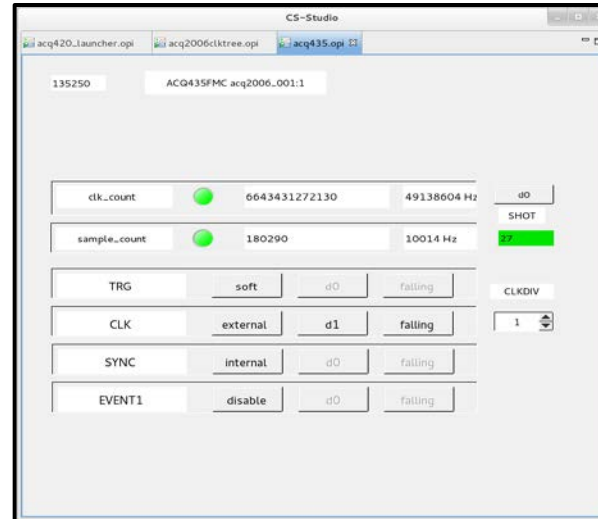 CS-Studio
acq420_launcher.opi acq2006clktree.opi acq435.opi
135250 ACQ435FMC acq2006_001:1
clk_count 6643431272130 49138604 Hz d0
SHOT
sample_count 180290 10014 Hz 27
TRG soft d0 falling
CLKDIV
CLK external d1 falling 1
SYNC internal d0 falling
EVENT1 disable d0 falling